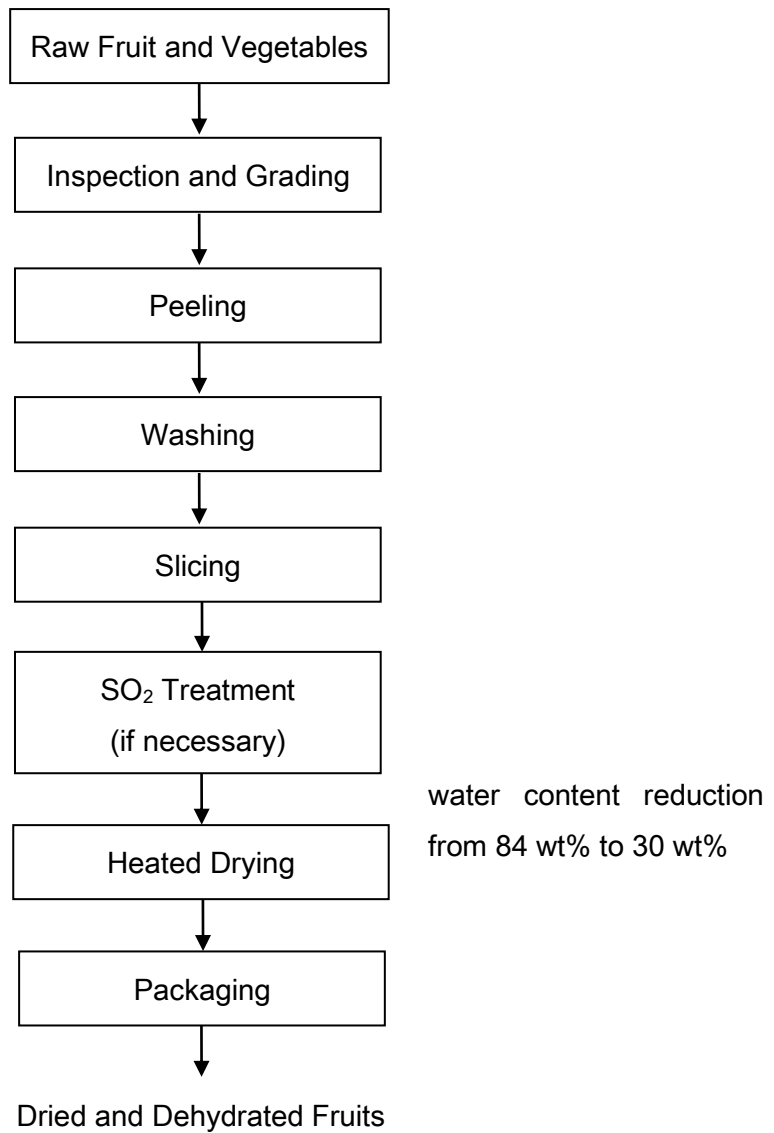 Raw Fruit and Vegetables
Inspection and Grading
Peeling
Washing
Slicing
SO₂ Treatment
(if necessary)
water content reduction
from 84 wt% to 30 wt%
Heated Drying
Packaging
Dried and Dehydrated Fruits